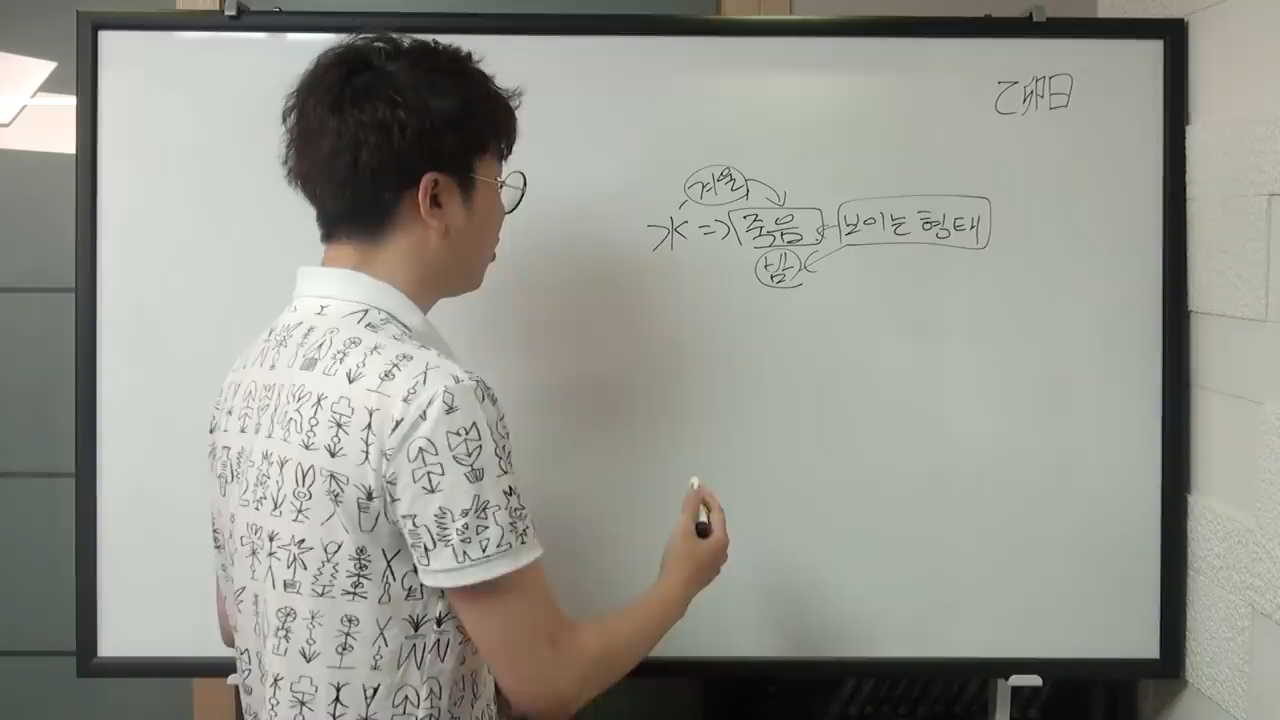 乙卯日
겨울
水 => 죽음 보이는 형태
밤